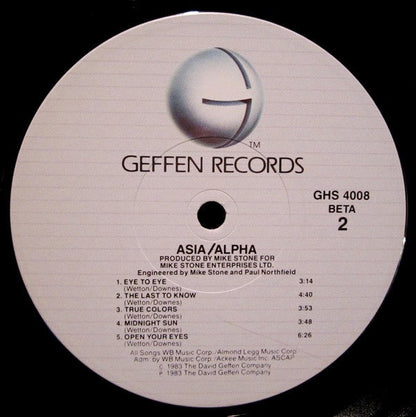 G
TM
GEFFEN RECORDS
GHS 4008
BETA
2
ASIA/ALPHA
PRODUCED BY MIKE STONE FOR
MIKE STONE ENTERPRISES LTD.
Engineered by Mike Stone and Paul Northfield
1. EYE TO EYE 3:14
(Wetton/Downes)
2. THE LAST TO KNOW 4:40
(Wetton/Downes)
3. TRUE COLORS 3:53
(Wetton/Downes)
4. MIDNIGHT SUN 3:48
(Wetton/Downes)
5. OPEN YOUR EYES 6:26
(Wetton/Downes)
All Songs WB Music Corp./Almond Legg Music Corp.
Adm. by WB Music Corp./Ackee Music Inc. ASCAP
© 1983 The David Geffen Company
℗ 1983 The David Geffen Company